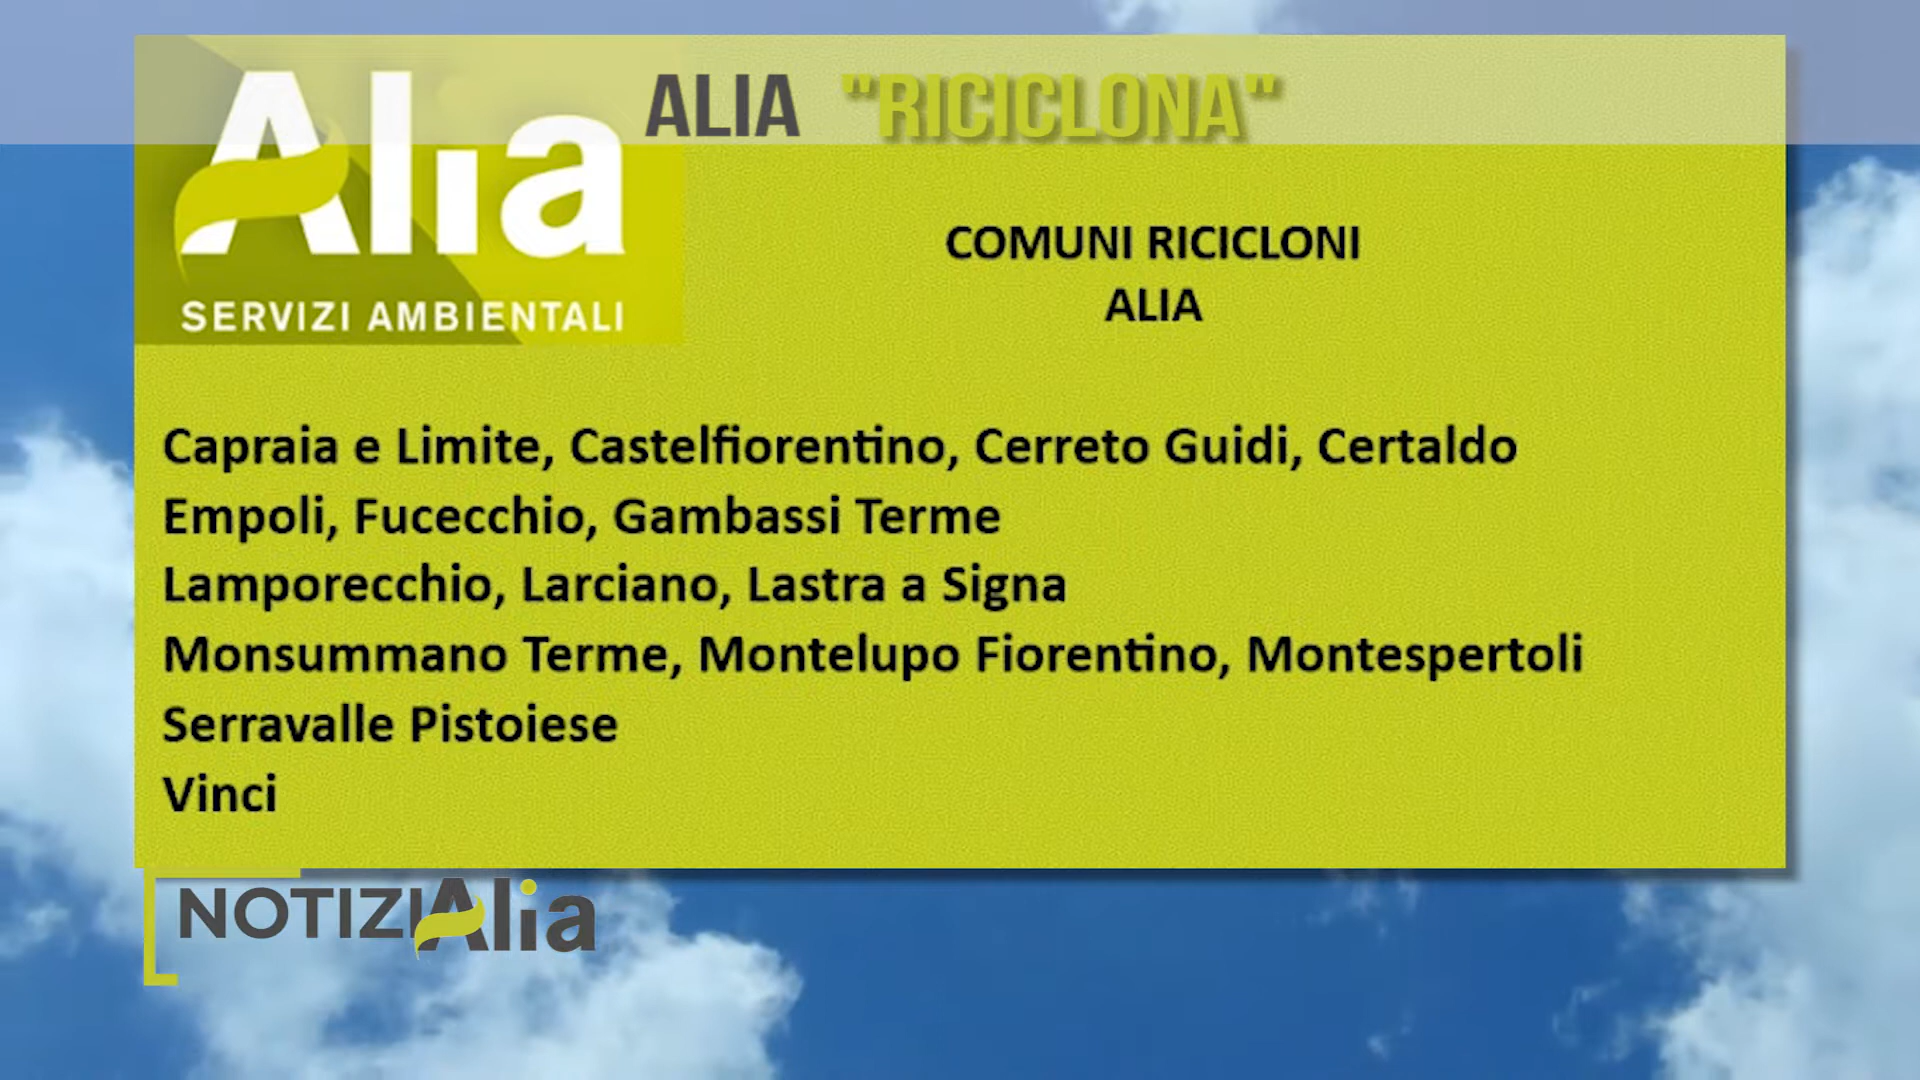 ALIA "RICICLONA"
Alia
SERVIZI AMBIENTALI
COMUNI RICICLONI
ALIA
Capraia e Limite, Castelfiorentino, Cerreto Guidi, Certaldo
Empoli, Fucecchio, Gambassi Terme
Lamporecchio, Larciano, Lastra a Signa
Monsummano Terme, Montelupo Fiorentino, Montespertoli
Serravalle Pistoiese
Vinci
NOTIZIAlia